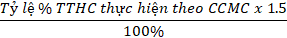 Tỷ lệ % TTHC thực hiện theo CCMC x 1.5
100%